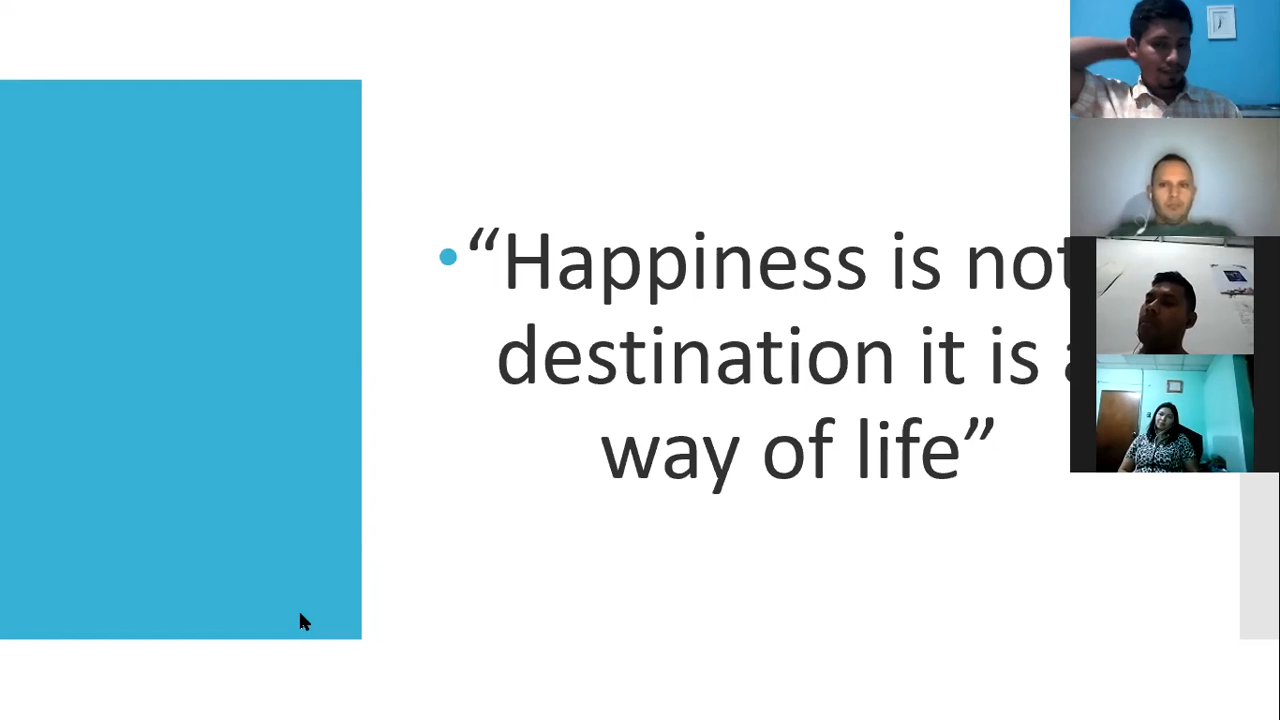 “Happiness is not
destination it is a
way of life”